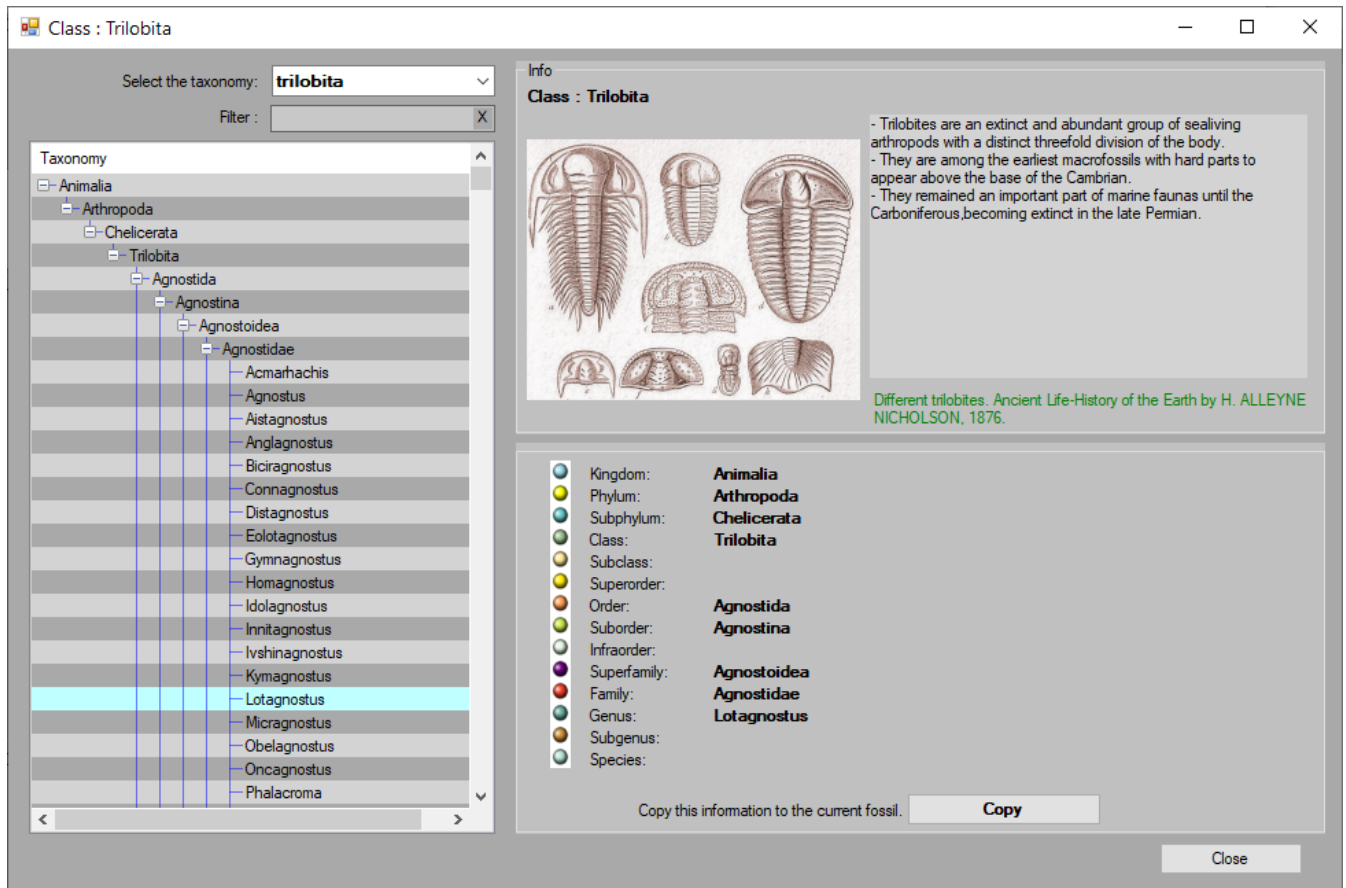 Class : Trilobita
Select the taxonomy: trilobita
Filter : X
Taxonomy
Animalia
Arthropoda
Chelicerata
Trilobita
Agnostida
Agnostina
Agnostoidea
Agnostidae
Acmarhachis
Agnostus
Aistagnostus
Anglagnostus
Biciragnostus
Connagnostus
Distagnostus
Eolotagnostus
Gymnagnostus
Homagnostus
Idolagnostus
Innitagnostus
Ivshinagnostus
Kymagnostus
Lotagnostus
Micragnostus
Obelagnostus
Oncagnostus
Phalacroma
Info
Class : Trilobita
- Trilobites are an extinct and abundant group of sealiving
arthropods with a distinct threefold division of the body.
- They are among the earliest macrofossils with hard parts to
appear above the base of the Cambrian.
- They remained an important part of marine faunas until the
Carboniferous,becoming extinct in the late Permian.
Different trilobites. Ancient Life-History of the Earth by H. ALLEYNE
NICHOLSON, 1876.
Kingdom: Animalia
Phylum: Arthropoda
Subphylum: Chelicerata
Class: Trilobita
Subclass:
Superorder:
Order: Agnostida
Suborder: Agnostina
Infraorder:
Superfamily: Agnostoidea
Family: Agnostidae
Genus: Lotagnostus
Subgenus:
Species:
Copy this information to the current fossil. Copy
Close